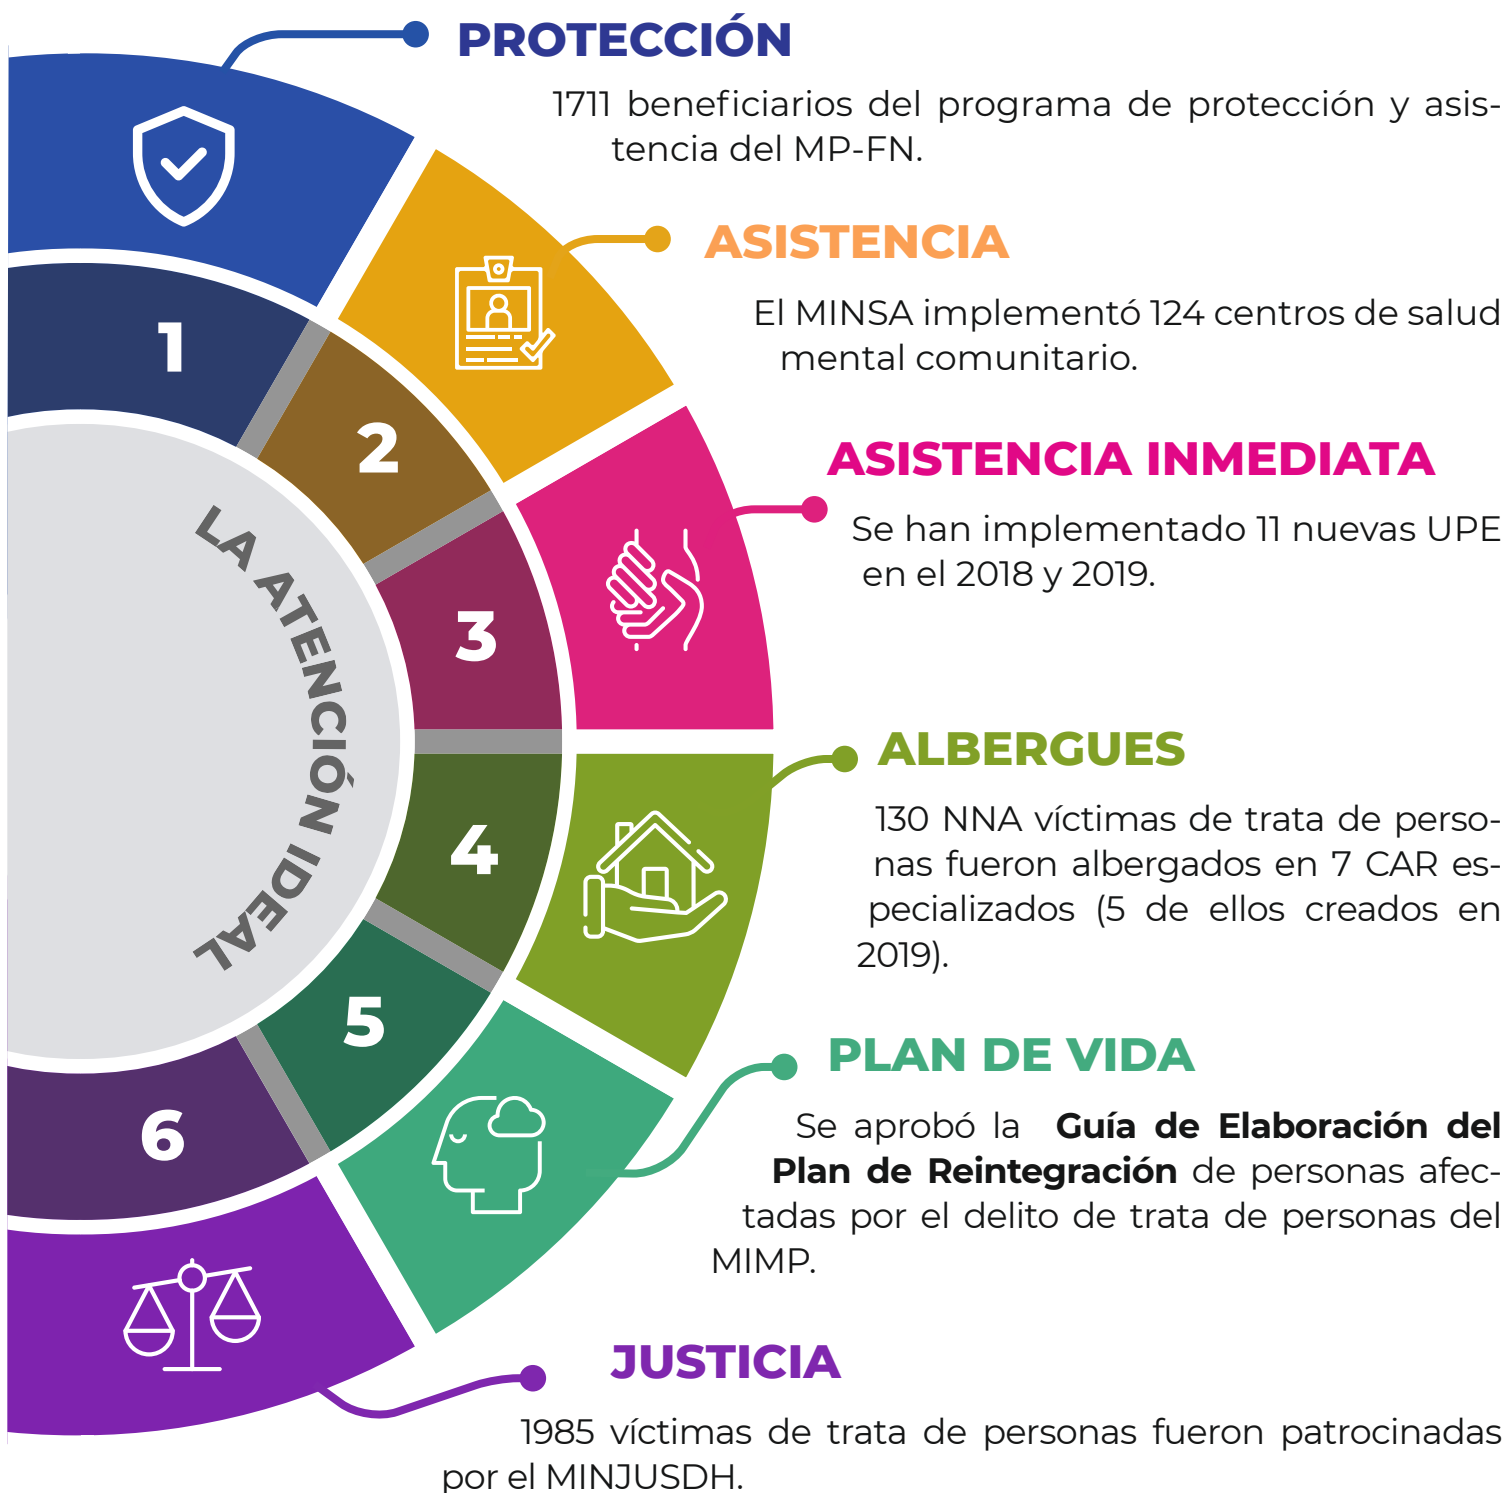 PROTECCIÓN
1711 beneficiarios del programa de protección y asis-
tencia del MP-FN.
1
ASISTENCIA
El MINSA implementó 124 centros de salud
mental comunitario.
2
ASISTENCIA INMEDIATA
Se han implementado 11 nuevas UPE
en el 2018 y 2019.
3
LA ATENCIÓN IDEAL
ALBERGUES
130 NNA víctimas de trata de perso-
nas fueron albergados en 7 CAR es-
pecializados (5 de ellos creados en
2019).
4
PLAN DE VIDA
Se aprobó la Guía de Elaboración del
Plan de Reintegración de personas afec-
tadas por el delito de trata de personas del
MIMP.
5
6
JUSTICIA
1985 víctimas de trata de personas fueron patrocinadas
por el MINJUSDH.